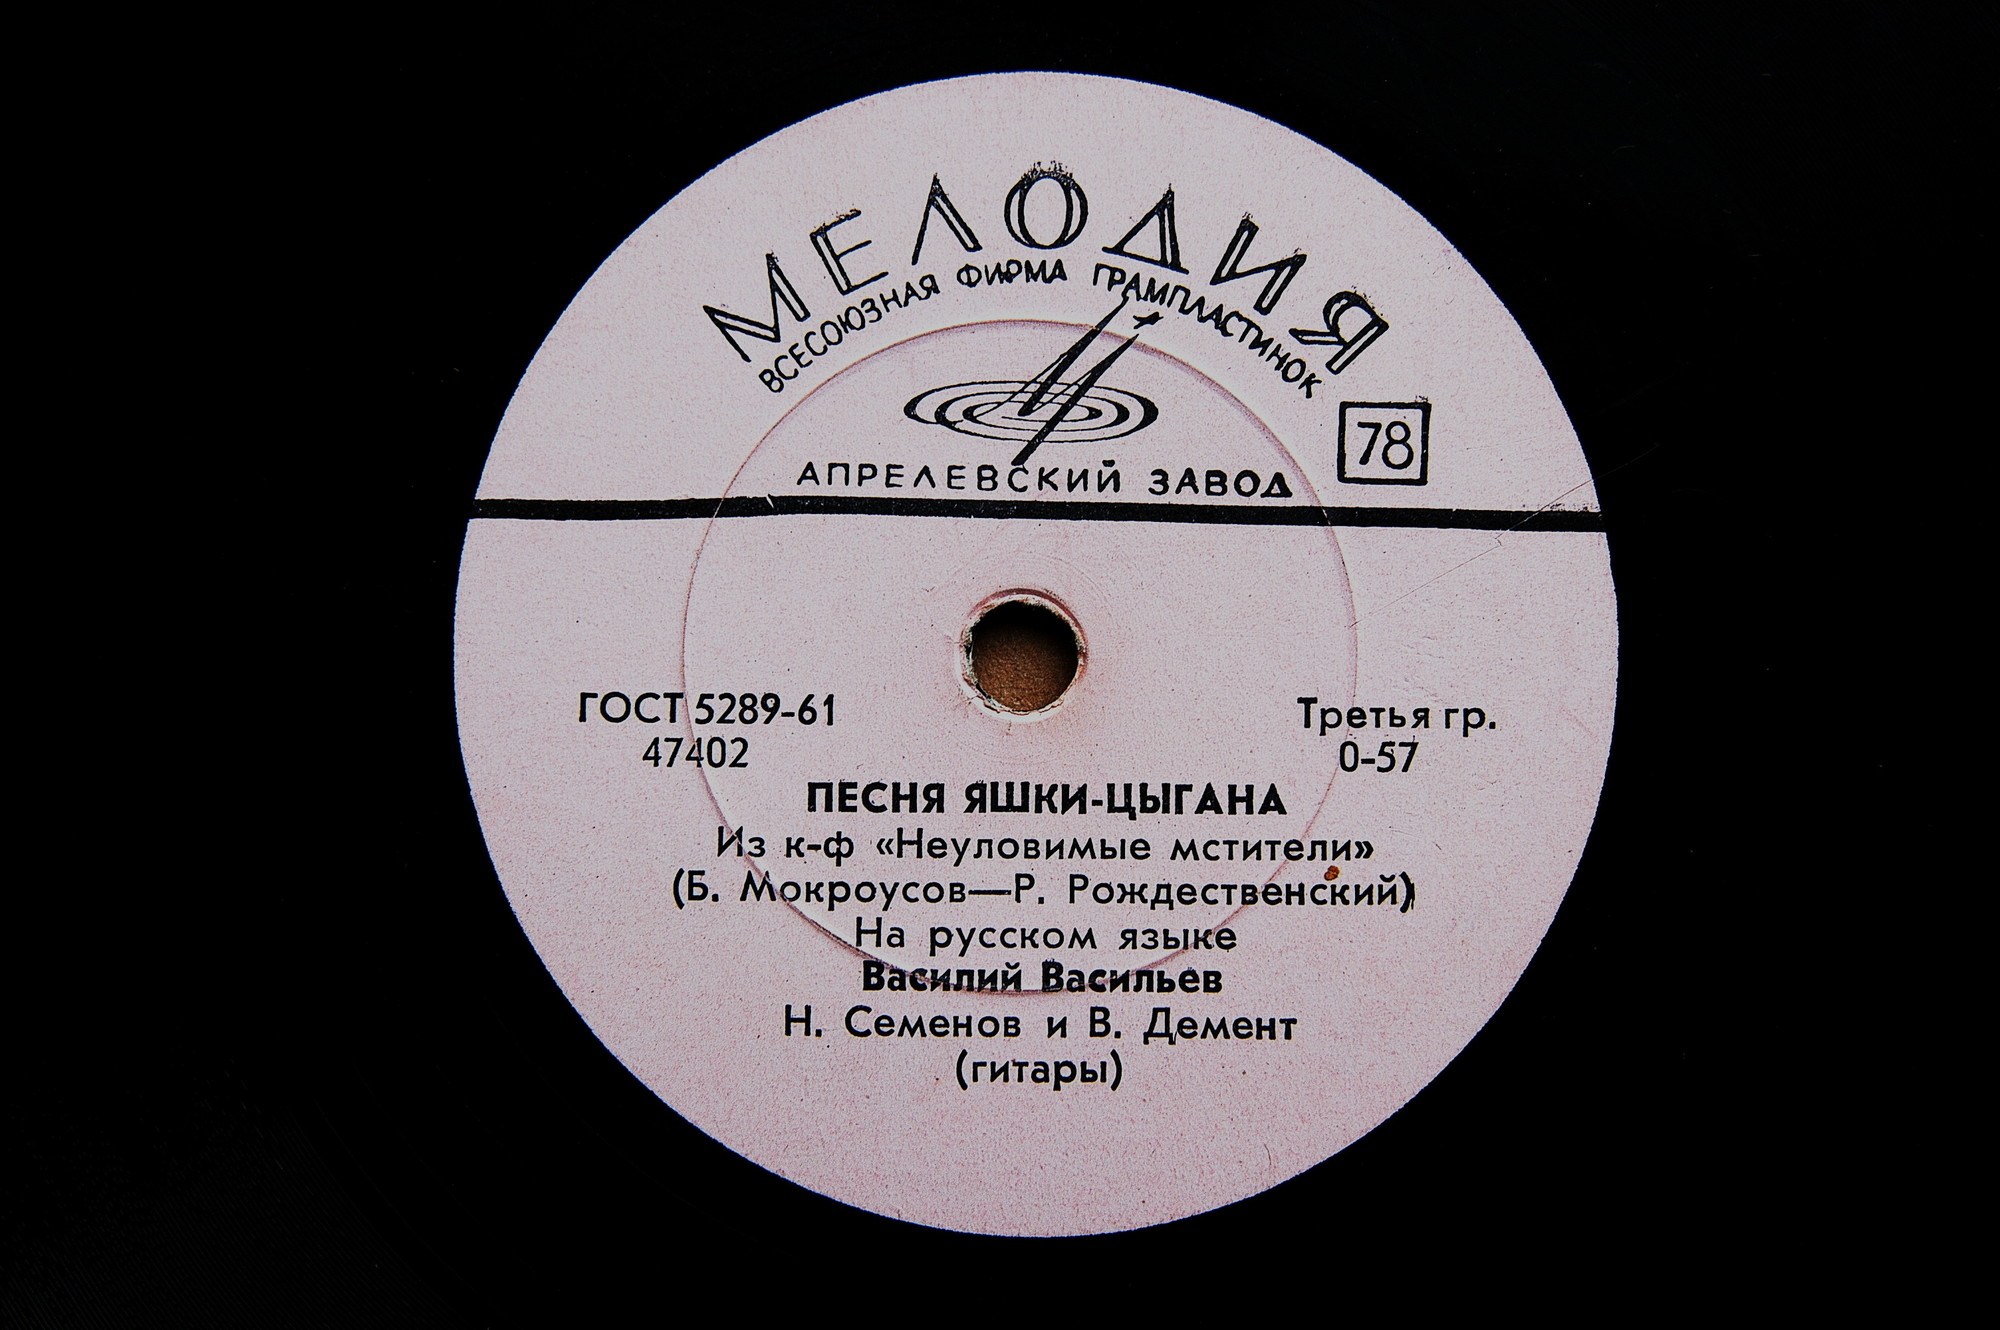 МЕЛОДИЯ
ВСЕСОЮЗНАЯ ФИРМА ГРАМПЛАСТИНОК
78
АПРЕЛЕВСКИЙ ЗАВОД
ГОСТ 5289-61
47402
Третья гр.
0-57
ПЕСНЯ ЯШКИ-ЦЫГАНА
Из к-ф «Неуловимые мстители»
(Б. Мокроусов—Р. Рождественский)
На русском языке
Василий Васильев
Н. Семенов и В. Демент
(гитары)